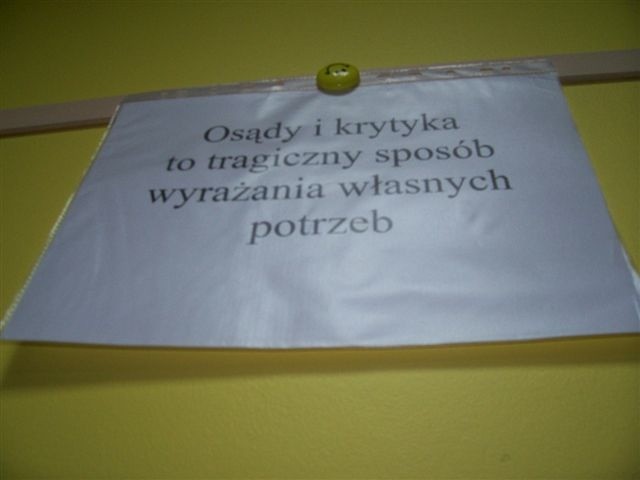 Osądy i krytyka
to tragiczny sposób
wyrażania własnych
potrzeb